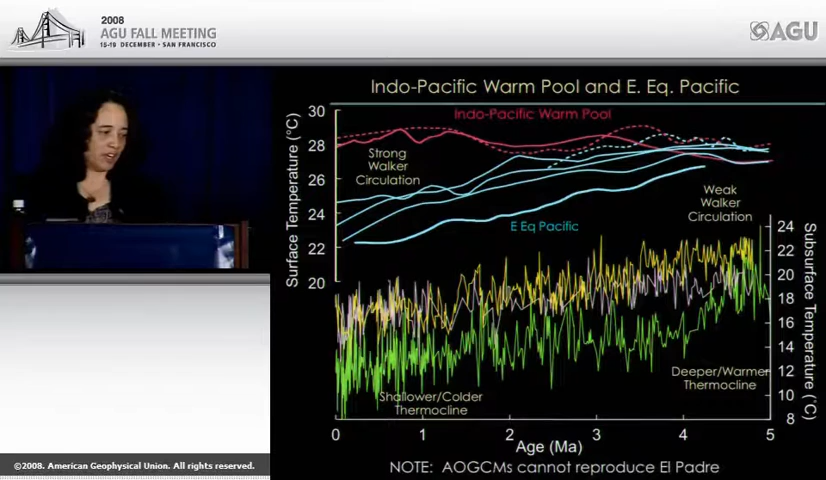 2008
AGU FALL MEETING
15-19 DECEMBER - SAN FRANCISCO
AGU
Indo-Pacific Warm Pool and E. Eq. Pacific
30
28
26
24
22
20
Surface Temperature (°C)
Indo-Pacific Warm Pool
Strong
Walker
Circulation
Weak
Walker
Circulation
E Eq Pacific
24
22
20
18
16
14
12
10
8
Subsurface Temperature (°C)
Deeper/Warmer
Thermocline
Shallower/Colder
Thermocline
0
1
2
3
4
5
Age (Ma)
NOTE: AOGCMs cannot reproduce El Padre
©2008. American Geophysical Union. All rights reserved.